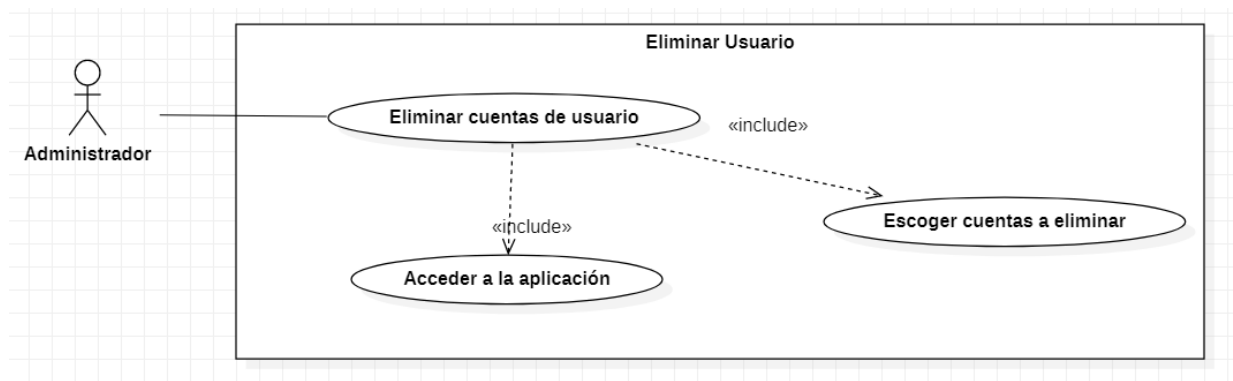 Eliminar Usuario
Eliminar cuentas de usuario
«include»
Administrador
Escoger cuentas a eliminar
«include»
Acceder a la aplicación